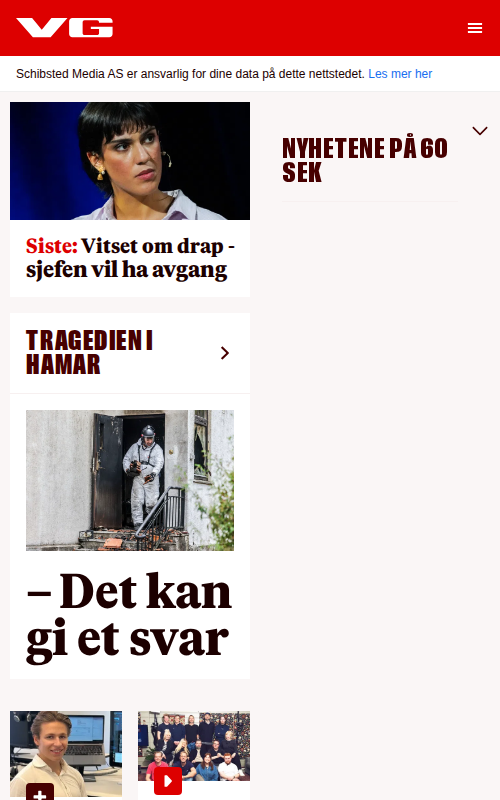 VG
Schibsted Media AS er ansvarlig for dine data på dette nettstedet. Les mer her
Siste: Vitset om drap -
sjefen vil ha avgang
NYHETENE PÅ 60
SEK
TRAGEDIEN I
HAMAR
– Det kan
gi et svar